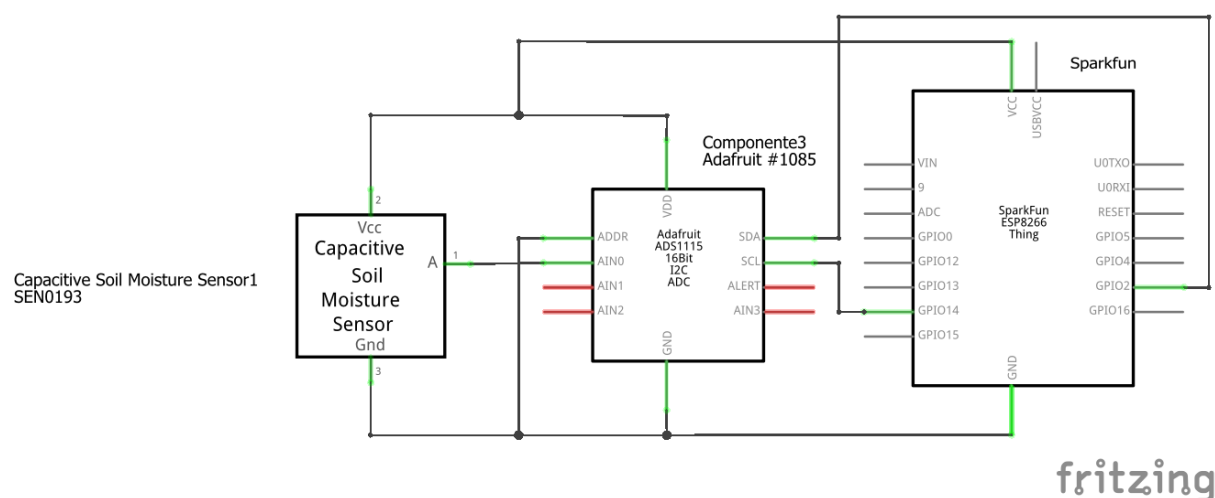 Sparkfun
VCC
USBVCC
Componente3
Adafruit #1085
VIN
9
ADC
GPIO0
GPIO12
GPIO13
GPIO14
GPIO15
SparkFun
ESP8266
Thing
U0TXO
U0RXI
RESET
GPIO5
GPIO4
GPIO2
GPIO16
GND
VDD
ADDR
AIN0
AIN1
AIN2
Adafruit
ADS1115
16Bit
I2C
ADC
SDA
SCL
ALERT
AIN3
GND
2
Vcc
Capacitive
Soil
Moisture
Sensor
Gnd
3
A
1
Capacitive Soil Moisture Sensor1
SEN0193
fritzing